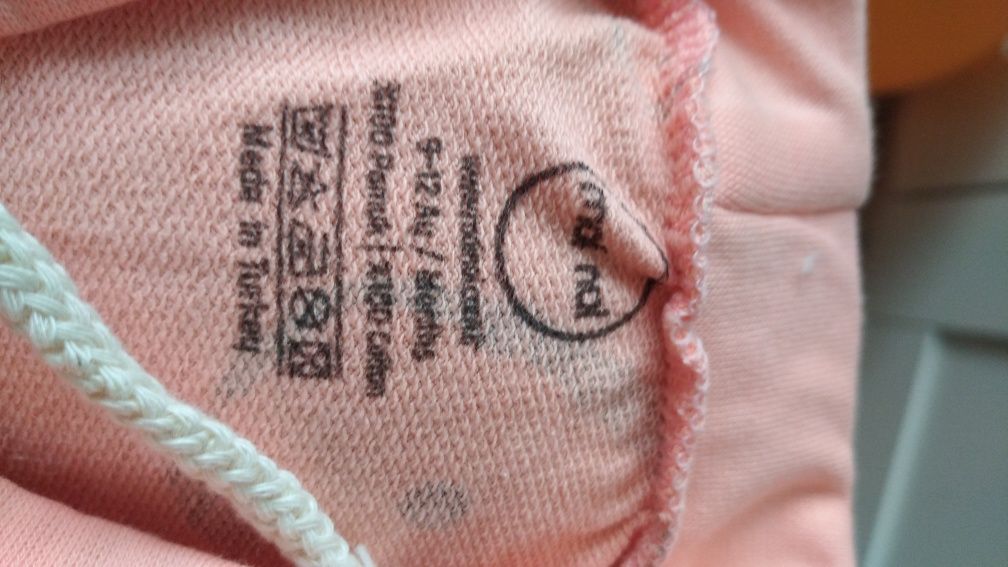 9-12 Ay / Months
%100 Pamuk / %100 Cotton
Made in Turkey